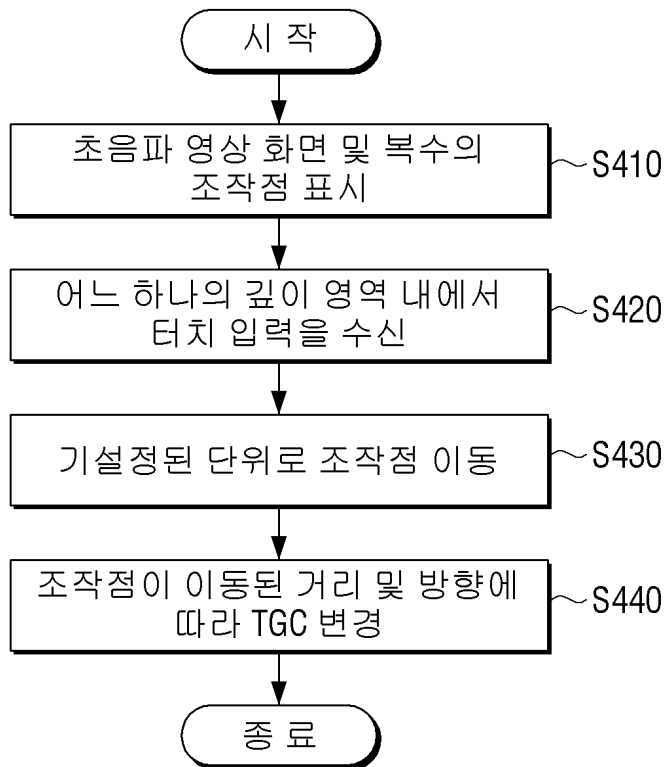 시 작
초음파 영상 화면 및 복수의
조작점 표시
S410
어느 하나의 깊이 영역 내에서
터치 입력을 수신
S420
기설정된 단위로 조작점 이동
S430
조작점이 이동된 거리 및 방향에
따라 TGC 변경
S440
종 료